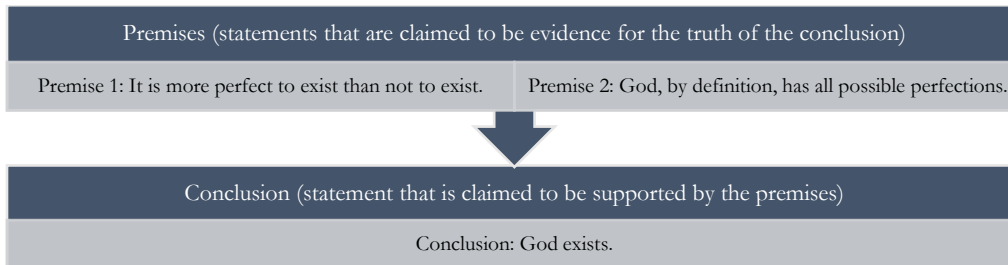 Premises (statements that are claimed to be evidence for the truth of the conclusion)
Premise 1: It is more perfect to exist than not to exist.
Premise 2: God, by definition, has all possible perfections.
Conclusion (statement that is claimed to be supported by the premises)
Conclusion: God exists.